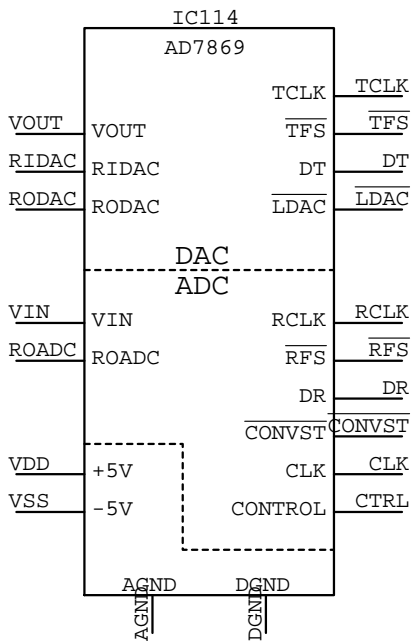 IC114
AD7869
TCLK TCLK
VOUT VOUT TFS TFS
RIDAC RIDAC DT DT
RODAC RODAC LDAC LDAC
DAC
ADC
VIN VIN RCLK RCLK
ROADC ROADC RFS RFS
DR DR
CONVST CONVST
VDD +5V CLK CLK
VSS -5V CONTROL CTRL
AGND DGND
AGND DGND